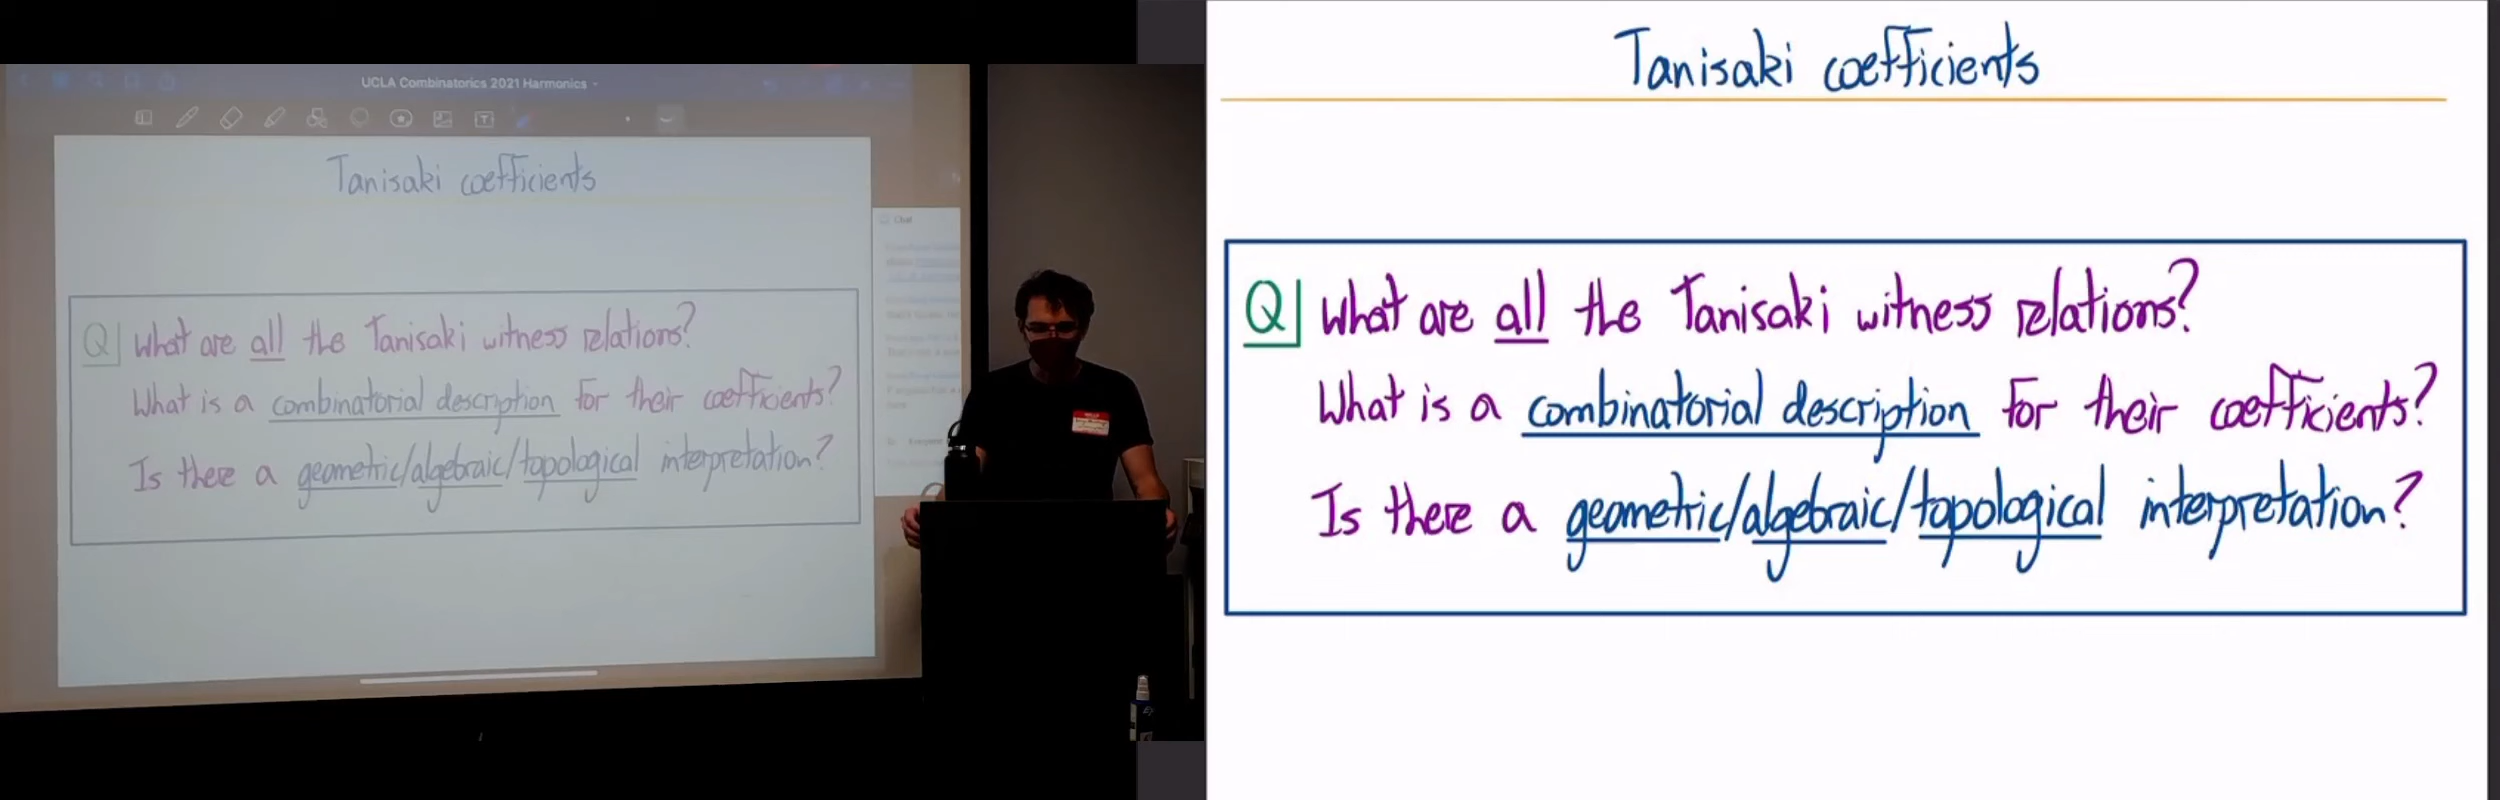 UCLA Combinatorics 2021 Harmonics
Tanisaki coefficients
Chat
Q What are all the Tanisaki witness relations?
What is a combinatorial description for their coefficients?
Is there a geometric/algebraic/topological interpretation?
Tanisaki coefficients
Q What are all the Tanisaki witness relations?
What is a combinatorial description for their coefficients?
Is there a geometric/algebraic/topological interpretation?